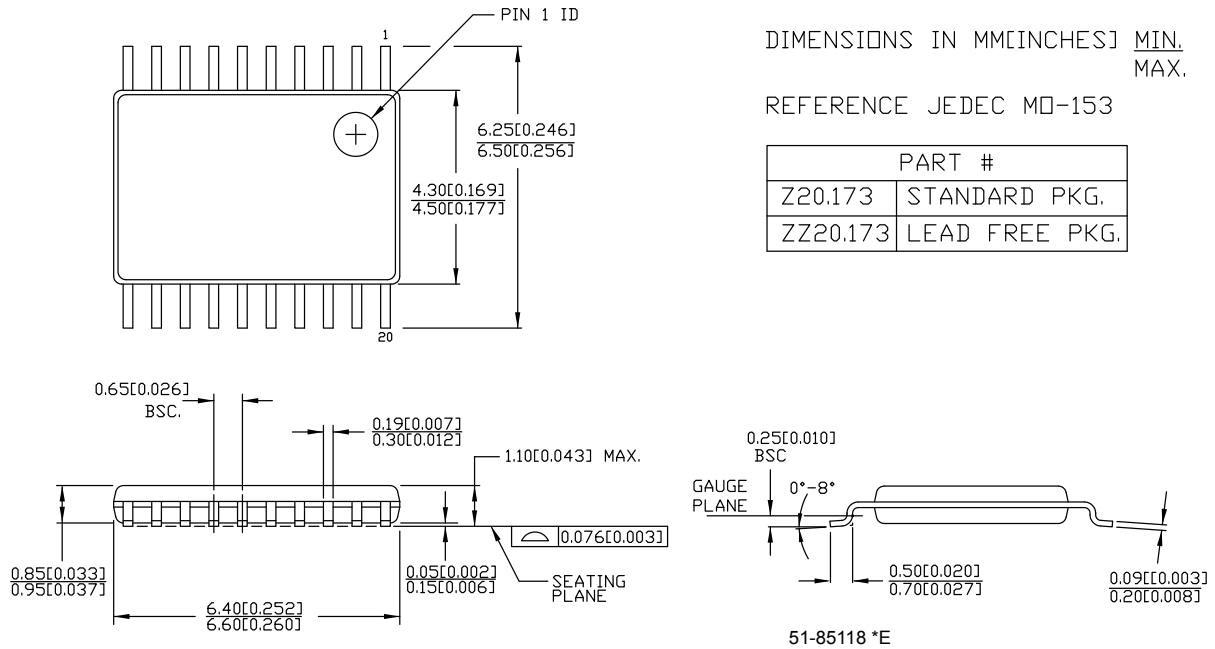 PIN 1 ID
1
6.25[0.246]
6.50[0.256]
4.30[0.169]
4.50[0.177]
20
DIMENSIONS IN MM[INCHES] MIN.
MAX.
REFERENCE JEDEC MO-153
PART #
Z20.173 STANDARD PKG.
ZZ20.173 LEAD FREE PKG.
0.65[0.026]
BSC.
0.19[0.007]
0.30[0.012]
1.10[0.043] MAX.
0.076[0.003]
0.85[0.033]
0.95[0.037]
0.05[0.002]
0.15[0.006]
SEATING
PLANE
6.40[0.252]
6.60[0.260]
0.25[0.010]
BSC
GAUGE
PLANE
0°-8°
0.50[0.020]
0.70[0.027]
0.09[[0.003]
0.20[0.008]
51-85118 *E